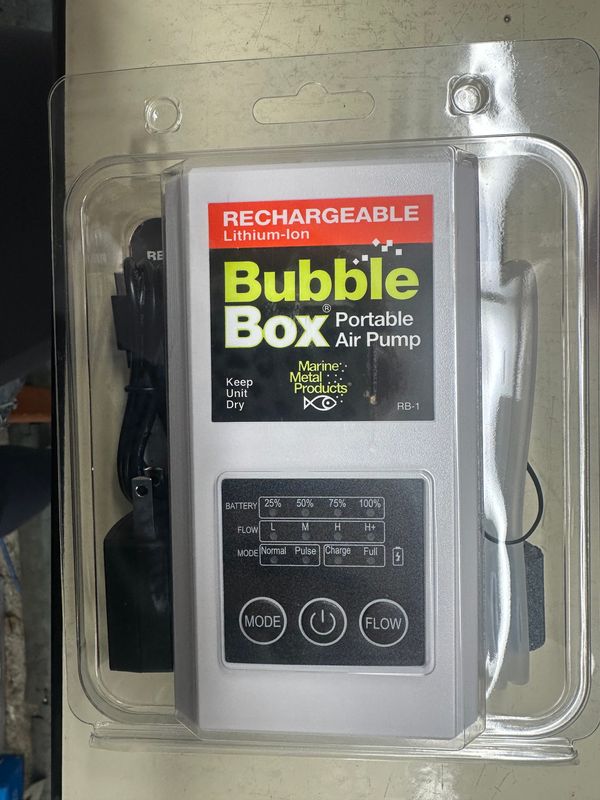 RECHARGEABLE
Lithium-Ion
Bubble
Box® Portable
Air Pump
Marine
Metal
Products®
Keep
Unit
Dry
RB-1
RE
BATTERY 25% 50% 75% 100%
FLOW L M H H+
MODE Normal Pulse Charge Full
MODE FLOW